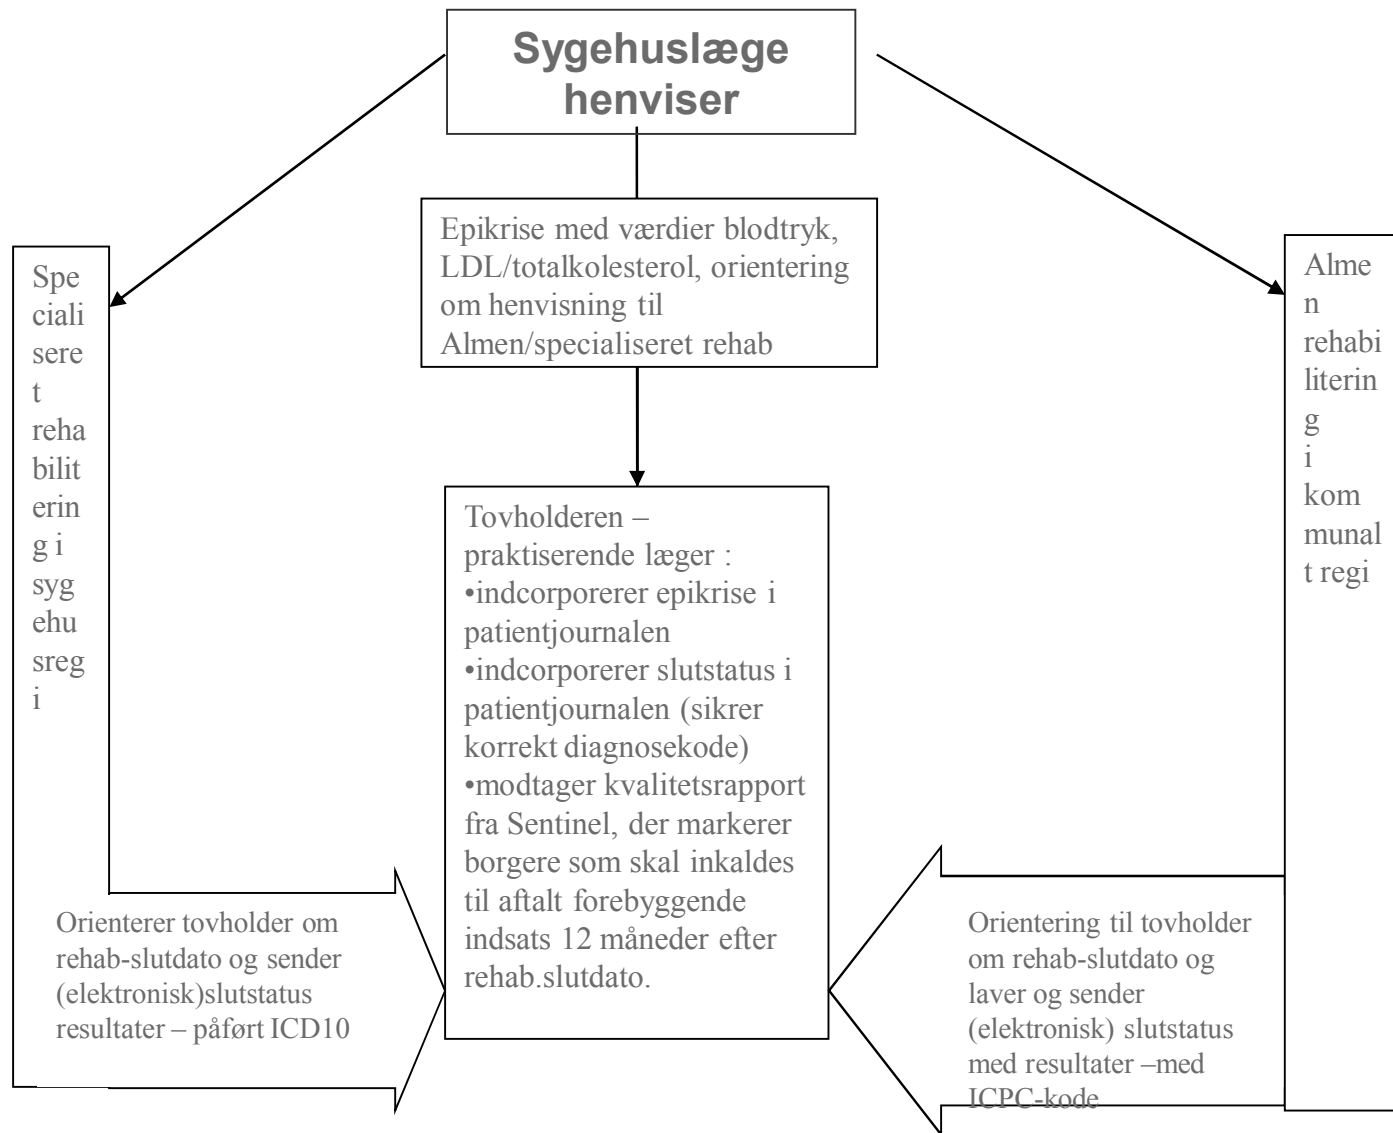 Sygehuslæge
henviser
Epikrise med værdier blodtryk,
LDL/totalkolesterol, orientering
om henvisning til
Almen/specialiseret rehab
Spe
ciali
sere
t
reha
bilit
erin
g i
syg
ehu
sreg
i
Alme
n
rehabi
literin
g
i
kom
munal
t regi
Tovholderen –
praktiserende læger :
•indcorporerer epikrise i
patientjournalen
•indcorporerer slutstatus i
patientjournalen (sikrer
korrekt diagnosekode)
•modtager kvalitetsrapport
fra Sentinel, der markerer
borgere som skal inkaldes
til aftalt forebyggende
indsats 12 måneder efter
rehab.slutdato.
Orienterer tovholder om
rehab-slutdato og sender
(elektronisk)slutstatus
resultater – påført ICD10
Orientering til tovholder
om rehab-slutdato og
laver og sender
(elektronisk) slutstatus
med resultater –med
ICPC-kode